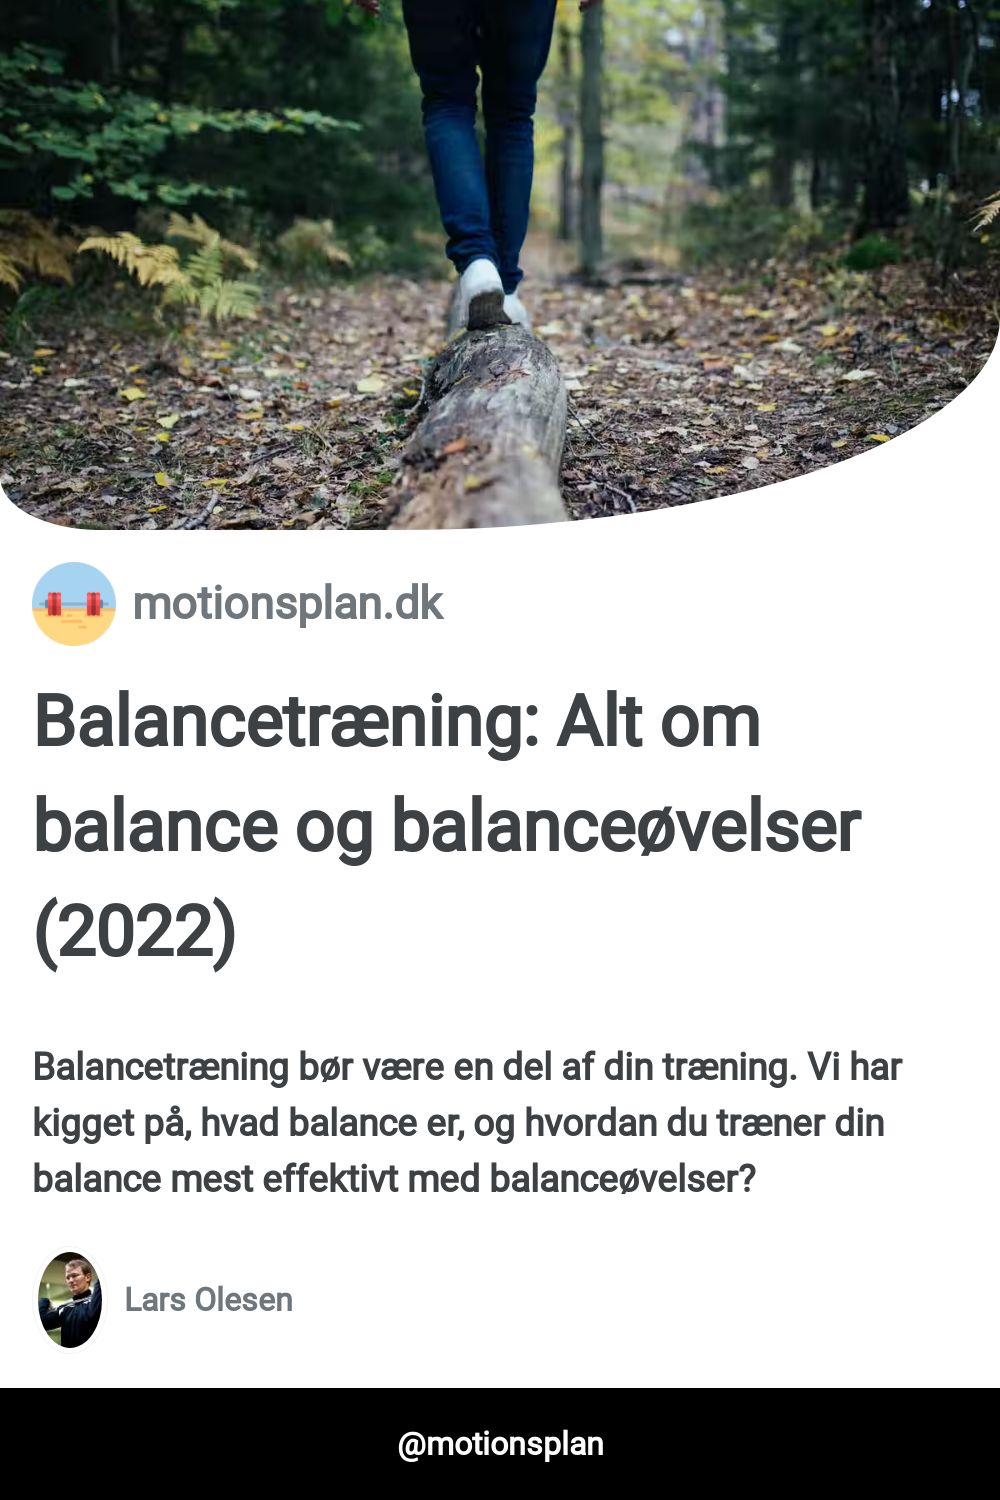 motionsplan.dk
Balancetræning: Alt om
balance og balanceøvelser
(2022)
Balancetræning bør være en del af din træning. Vi har
kigget på, hvad balance er, og hvordan du træner din
balance mest effektivt med balanceøvelser?
Lars Olesen
@motionsplan